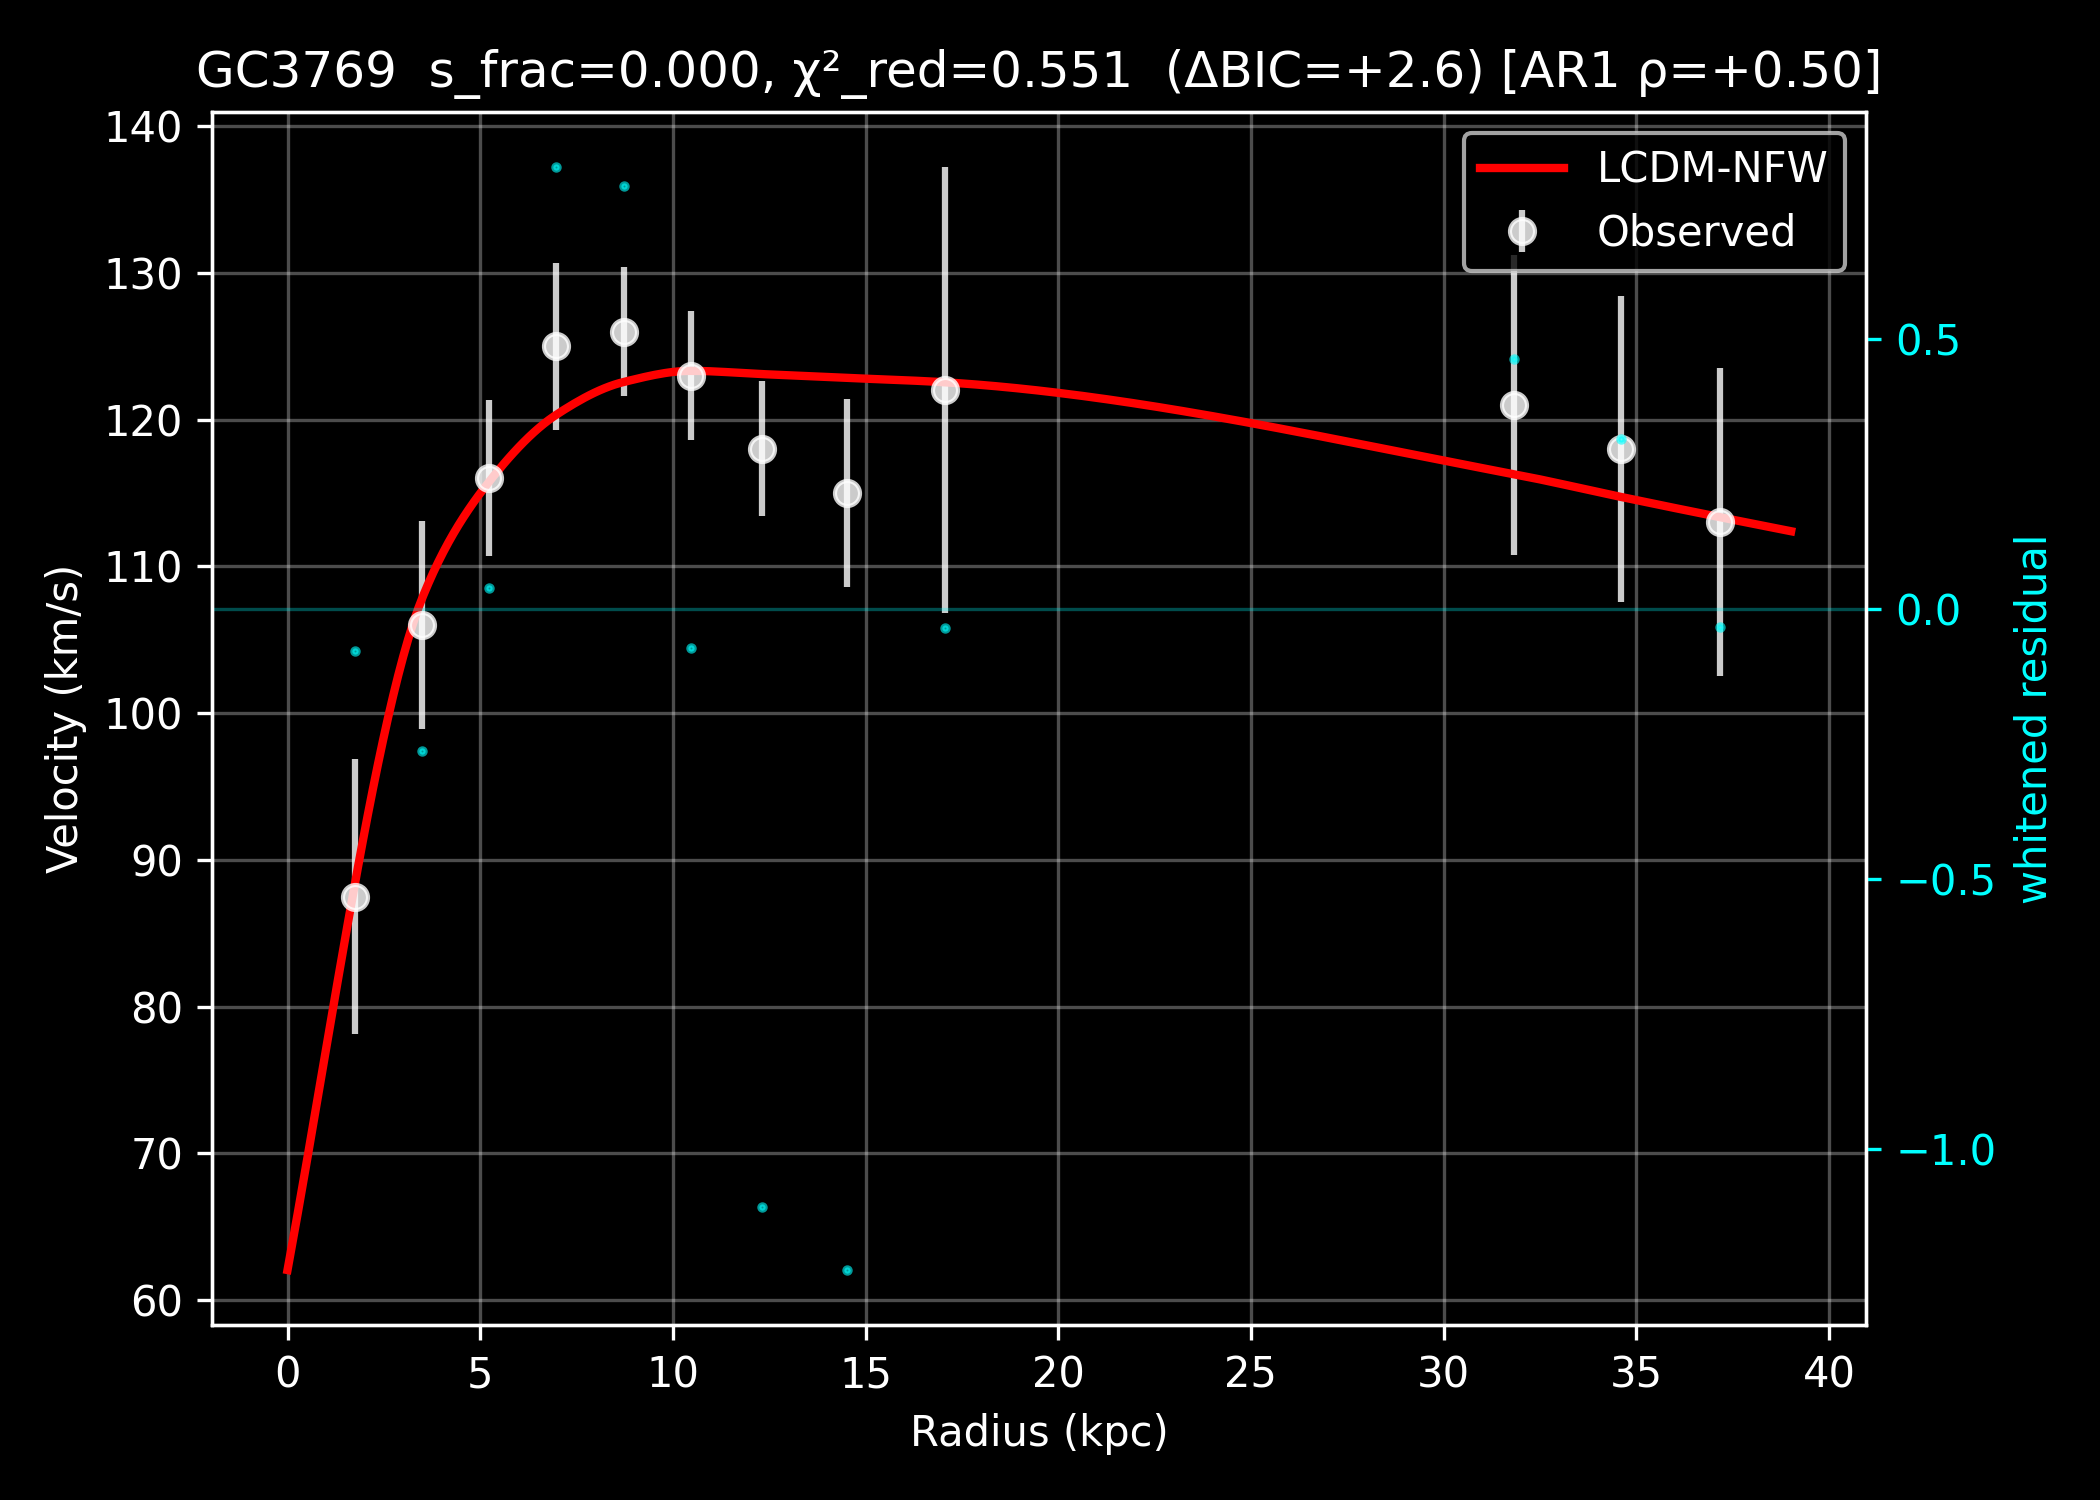 GC3769  s_frac=0.000, χ²_red=0.551  (ΔBIC=+2.6) [AR1 ρ=+0.50]
LCDM-NFW
Observed
140
130
120
110
100
90
80
70
60
Velocity (km/s)
0.5
0.0
−0.5
−1.0
whitened residual
0 5 10 15 20 25 30 35 40
Radius (kpc)